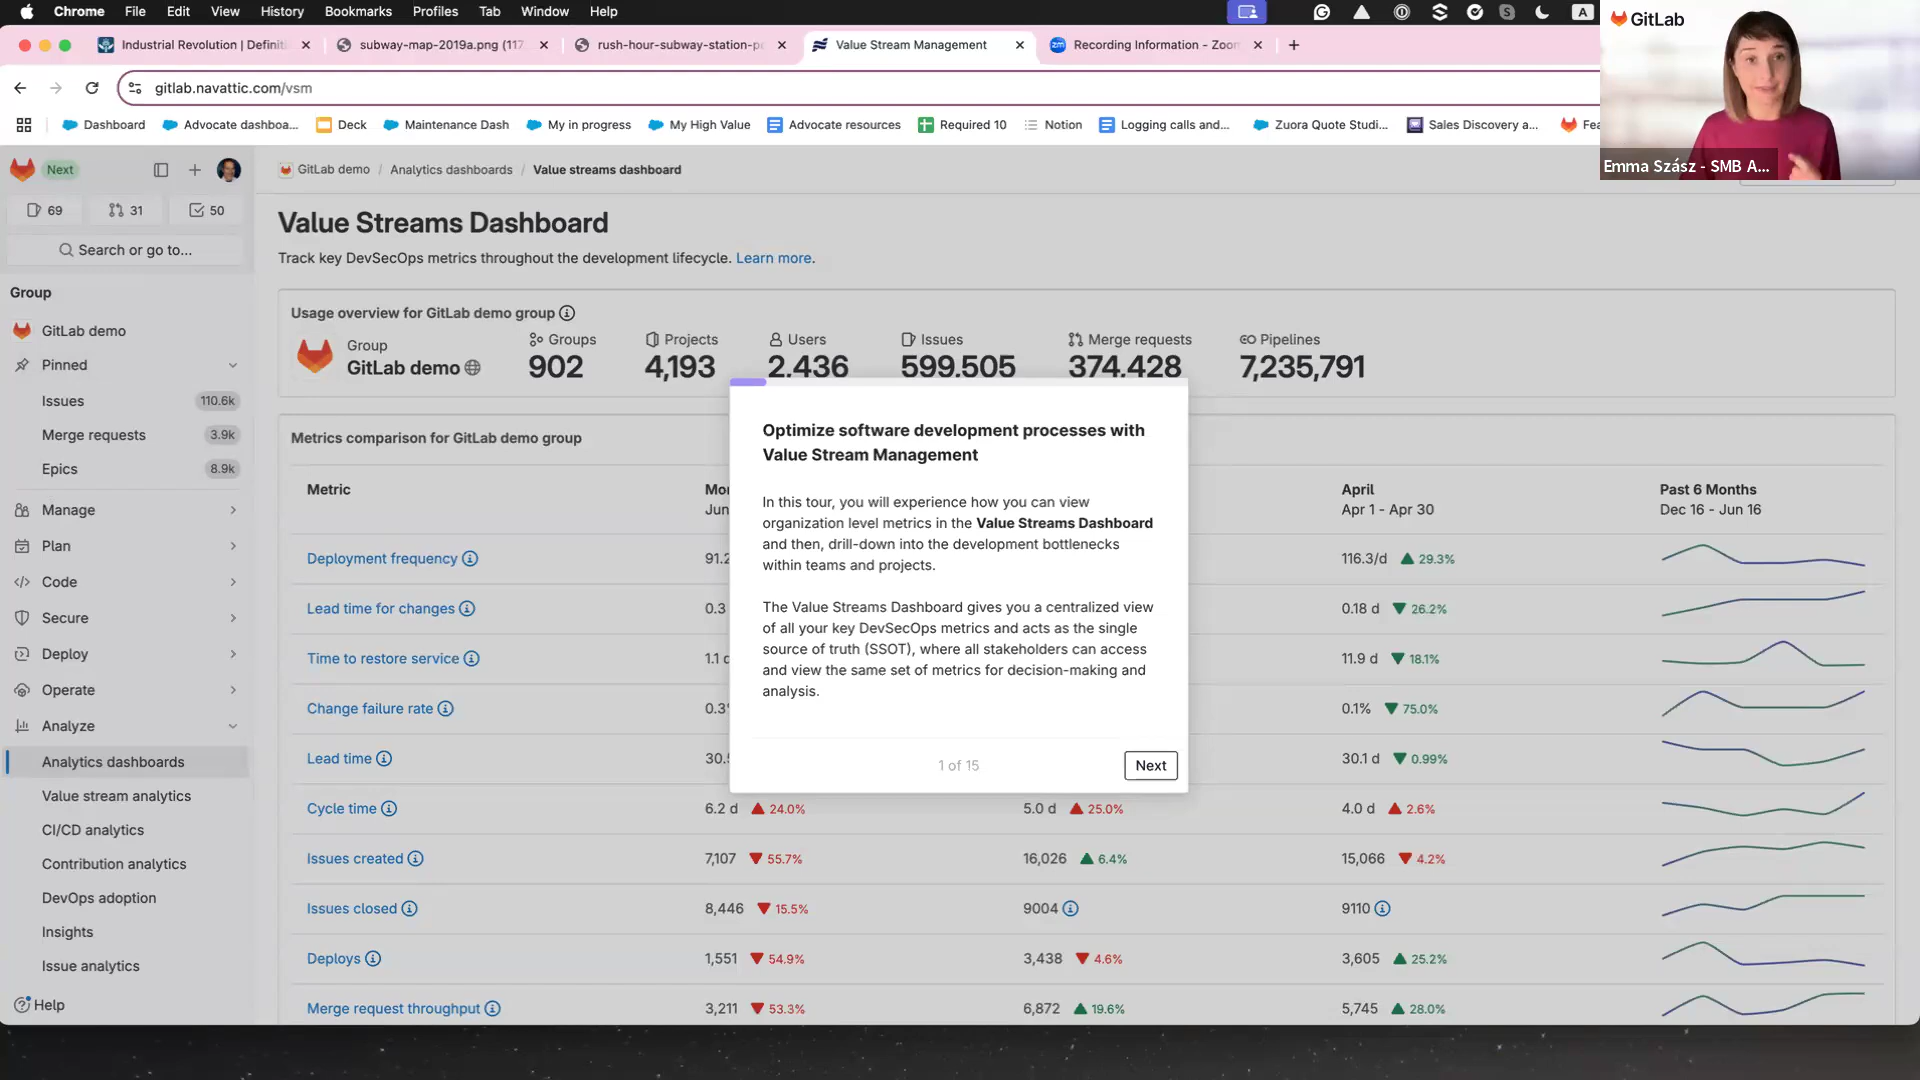 Chrome File Edit View History Bookmarks Profiles Tab Window Help
Industrial Revolution | Definiti
subway-map-2019a.png (117
rush-hour-subway-station-po
Value Stream Management
Recording Information - Zoom
gitlab.navattic.com/vsm
Dashboard Advocate dashboa... Deck Maintenance Dash My in progress My High Value Advocate resources Required 10 Notion Logging calls and... Zuora Quote Studi... Sales Discovery a... Fea
GitLab
Emma Szász - SMB A...
Next
69 31 50
Search or go to...
Group
GitLab demo
Pinned
Issues 110.6k
Merge requests 3.9k
Epics 8.9k
Manage
Plan
Code
Secure
Deploy
Operate
Analyze
Analytics dashboards
Value stream analytics
CI/CD analytics
Contribution analytics
DevOps adoption
Insights
Issue analytics
Help
GitLab demo / Analytics dashboards / Value streams dashboard
Value Streams Dashboard
Track key DevSecOps metrics throughout the development lifecycle. Learn more.
Usage overview for GitLab demo group
Group
GitLab demo
Groups
902
Projects
4,193
Users
2,436
Issues
599,505
Merge requests
374,428
Pipelines
7,235,791
Metrics comparison for GitLab demo group
Metric
April
Apr 1 - Apr 30
Past 6 Months
Dec 16 - Jun 16
Deployment frequency 91.2 116.3/d 29.3%
Lead time for changes 0.3 0.18 d 26.2%
Time to restore service 1.1 11.9 d 18.1%
Change failure rate 0.3 0.1% 75.0%
Lead time 30. 30.1 d 0.99%
Cycle time 6.2 d 24.0% 5.0 d 25.0% 4.0 d 2.6%
Issues created 7,107 55.7% 16,026 6.4% 15,066 4.2%
Issues closed 8,446 15.5% 9004 9110
Deploys 1,551 54.9% 3,438 4.6% 3,605 25.2%
Merge request throughput 3,211 53.3% 6,872 19.6% 5,745 28.0%
Optimize software development processes with
Value Stream Management
In this tour, you will experience how you can view
organization level metrics in the Value Streams Dashboard
and then, drill-down into the development bottlenecks
within teams and projects.
The Value Streams Dashboard gives you a centralized view
of all your key DevSecOps metrics and acts as the single
source of truth (SSOT), where all stakeholders can access
and view the same set of metrics for decision-making and
analysis.
1 of 15
Next